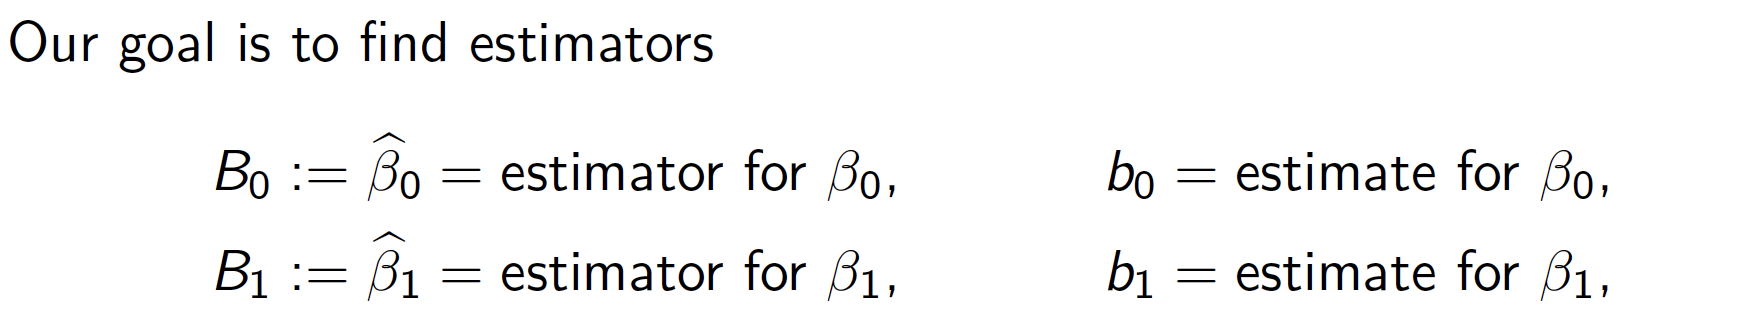 Our goal is to find estimators
B₀ := β̂₀ = estimator for β₀, b₀ = estimate for β₀,
B₁ := β̂₁ = estimator for β₁, b₁ = estimate for β₁,